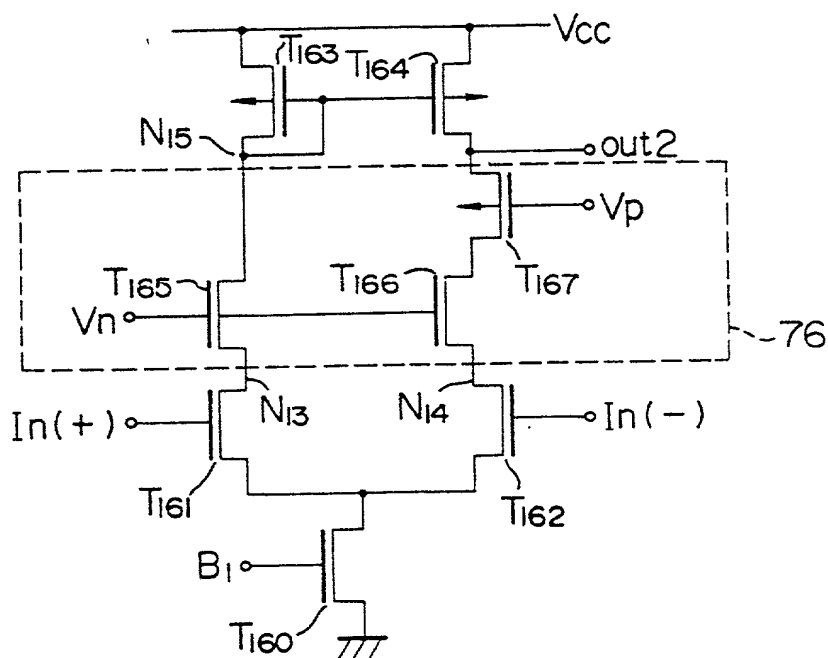 Vcc
T163
T164
N15
out2
Vp
T167
T165
T166
Vn
76
N13
N14
In(+)
In(-)
T161
T162
B1
T160